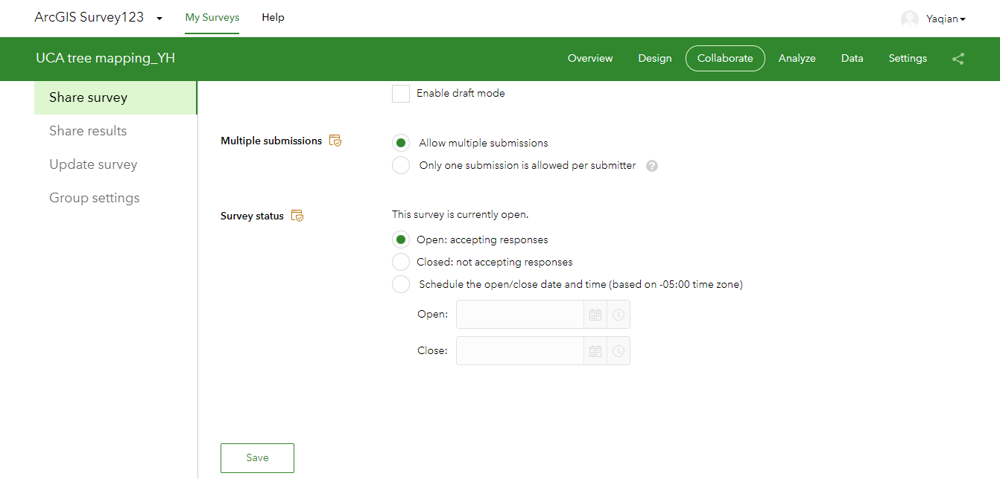 ArcGIS Survey123 My Surveys Help Yaqian
UCA tree mapping_YH Overview Design Collaborate Analyze Data Settings
Share survey
Share results
Update survey
Group settings
Enable draft mode
Multiple submissions
Allow multiple submissions
Only one submission is allowed per submitter ?
Survey status
This survey is currently open.
Open: accepting responses
Closed: not accepting responses
Schedule the open/close date and time (based on -05:00 time zone)
Open:
Close:
Save